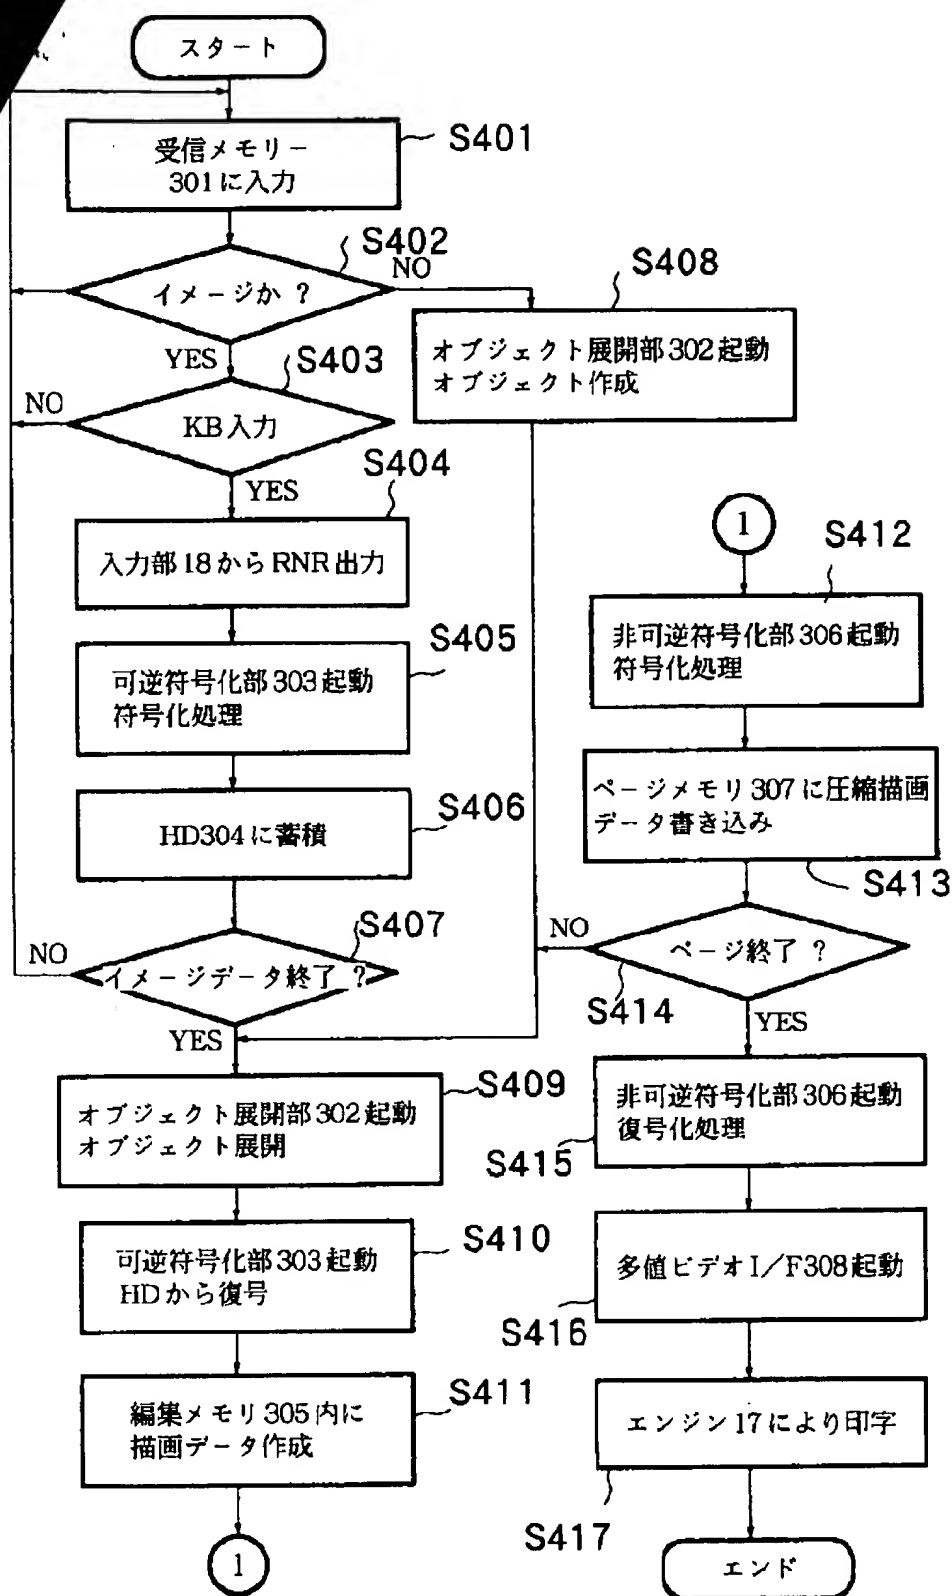 スタート
受信メモリー
301に入力
S401
イメージか ?
S402
NO
YES
S408
オブジェクト展開部302起動
オブジェクト作成
KB入力
S403
NO
YES
S404
入力部18からRNR出力
S405
可逆符号化部303起動
符号化処理
S406
HD304に蓄積
S407
イメージデータ終了 ?
NO
YES
S409
オブジェクト展開部302起動
オブジェクト展開
S410
可逆符号化部303起動
HDから復号
S411
編集メモリ305内に
描画データ作成
1
1
S412
非可逆符号化部306起動
符号化処理
ページメモリ307に圧縮描画
データ書き込み
S413
NO
ページ終了 ?
S414
YES
非可逆符号化部306起動
復号化処理
S415
多値ビデオI/F308起動
S416
エンジン17により印字
S417
エンド